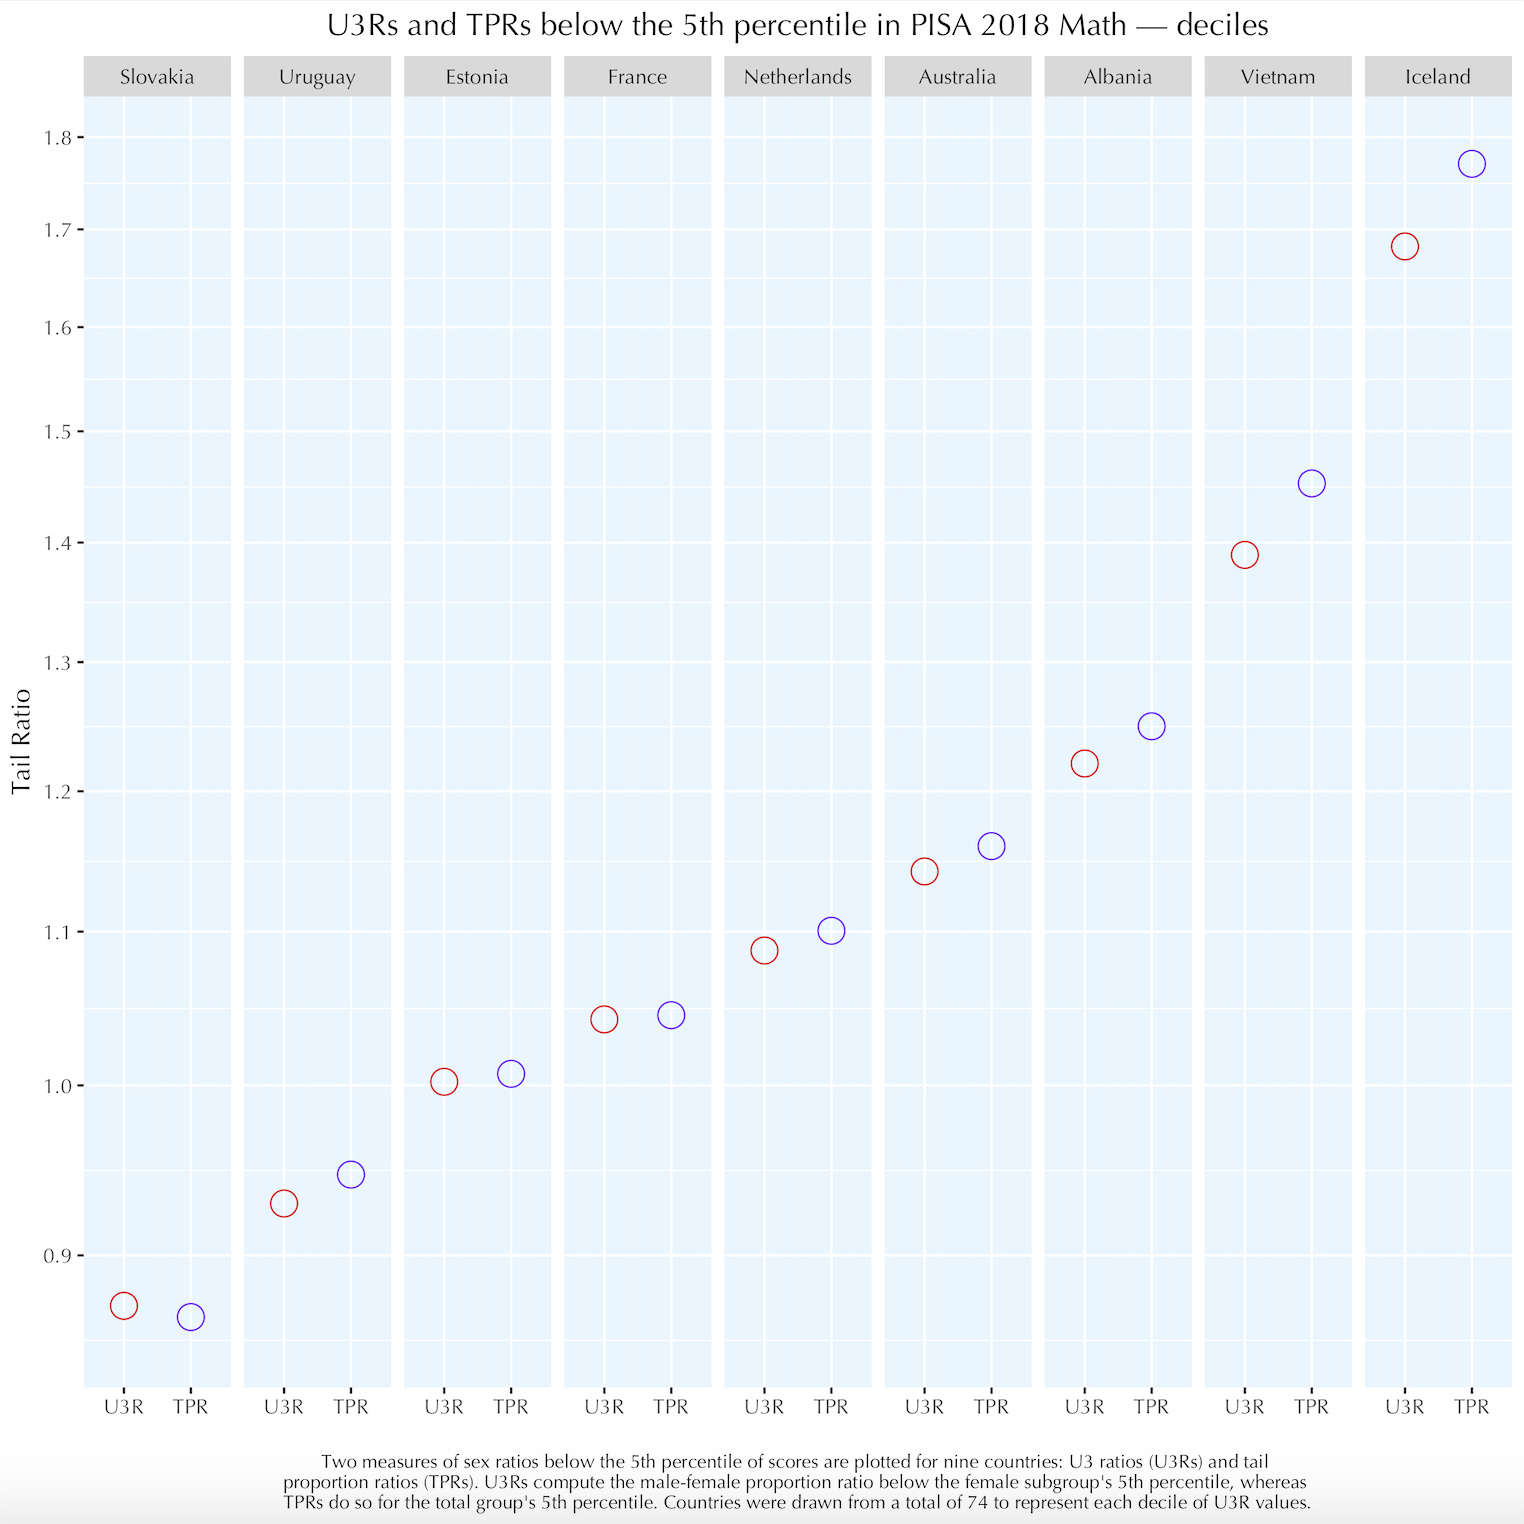 U3Rs and TPRs below the 5th percentile in PISA 2018 Math — deciles
Slovakia Uruguay Estonia France Netherlands Australia Albania Vietnam Iceland
1.8
1.7
1.6
1.5
1.4
1.3
1.2
1.1
1.0
0.9
Tail Ratio
U3R TPR U3R TPR U3R TPR U3R TPR U3R TPR U3R TPR U3R TPR U3R TPR U3R TPR
Two measures of sex ratios below the 5th percentile of scores are plotted for nine countries: U3 ratios (U3Rs) and tail
proportion ratios (TPRs). U3Rs compute the male-female proportion ratio below the female subgroup's 5th percentile, whereas
TPRs do so for the total group's 5th percentile. Countries were drawn from a total of 74 to represent each decile of U3R values.